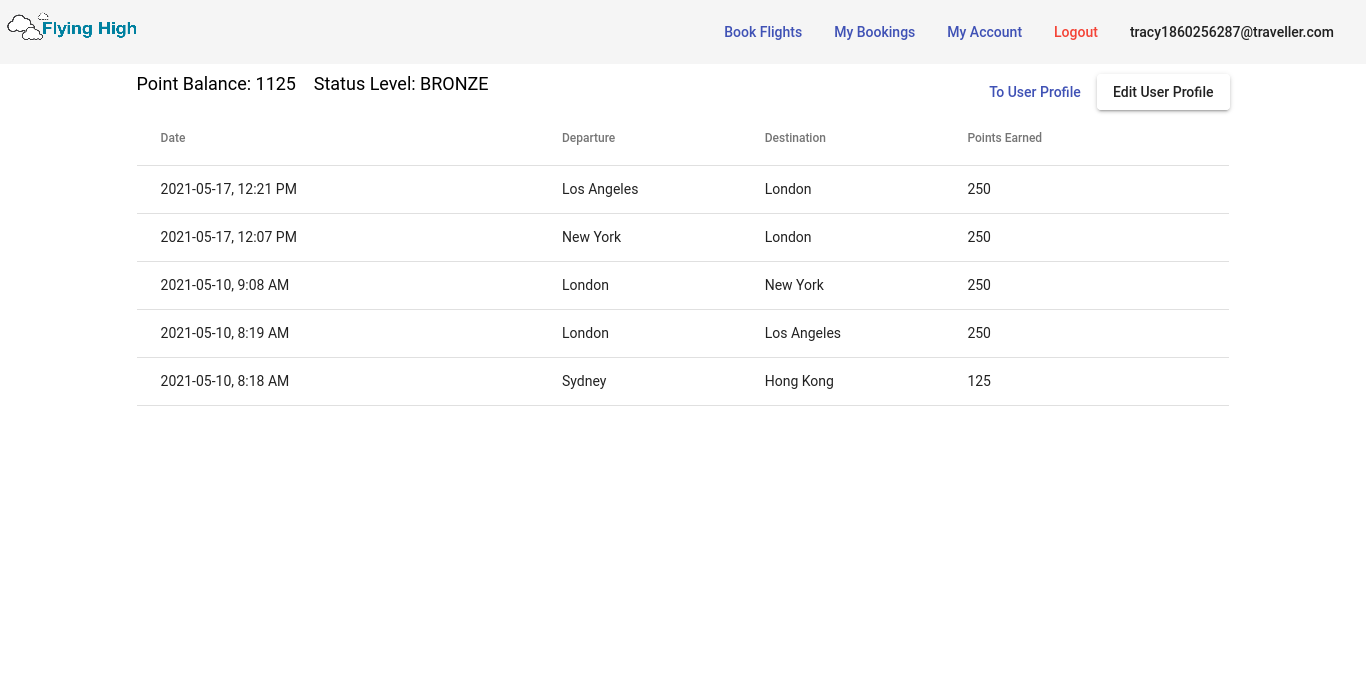 Flying High
Book Flights My Bookings My Account Logout tracy1860256287@traveller.com
Point Balance: 1125 Status Level: BRONZE
To User Profile Edit User Profile
Date Departure Destination Points Earned
2021-05-17, 12:21 PM Los Angeles London 250
2021-05-17, 12:07 PM New York London 250
2021-05-10, 9:08 AM London New York 250
2021-05-10, 8:19 AM London Los Angeles 250
2021-05-10, 8:18 AM Sydney Hong Kong 125